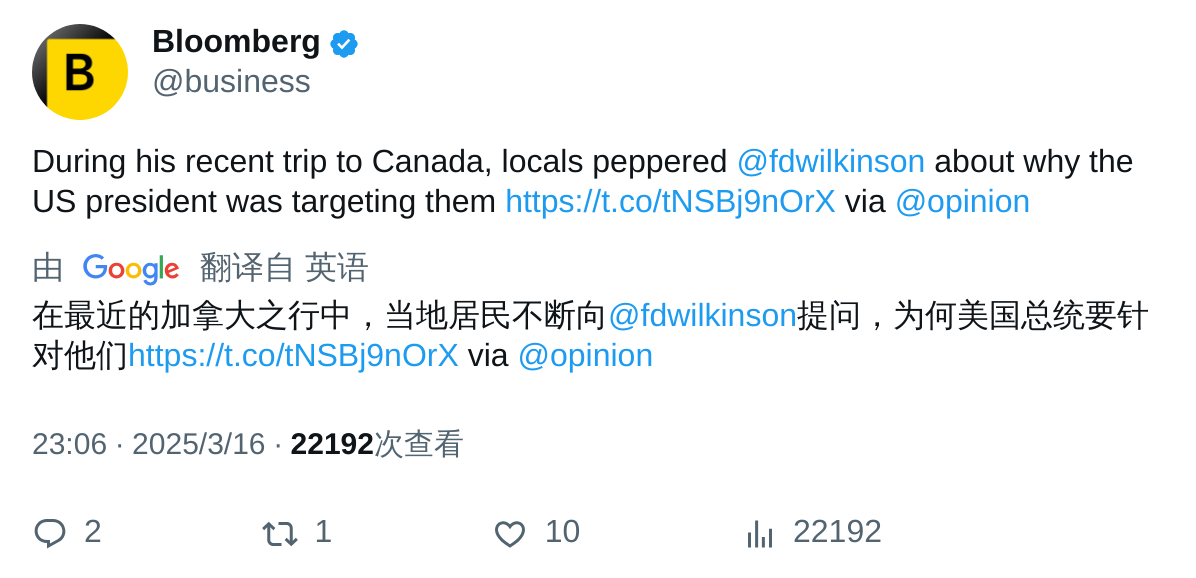 B
Bloomberg
@business
During his recent trip to Canada, locals peppered @fdwilkinson about why the
US president was targeting them https://t.co/tNSBj9nOrX via @opinion
由 Google 翻译自 英语
在最近的加拿大之行中，当地居民不断向@fdwilkinson提问，为何美国总统要针
对他们https://t.co/tNSBj9nOrX via @opinion
23:06 · 2025/3/16 · 22192次查看
2 1 10 22192